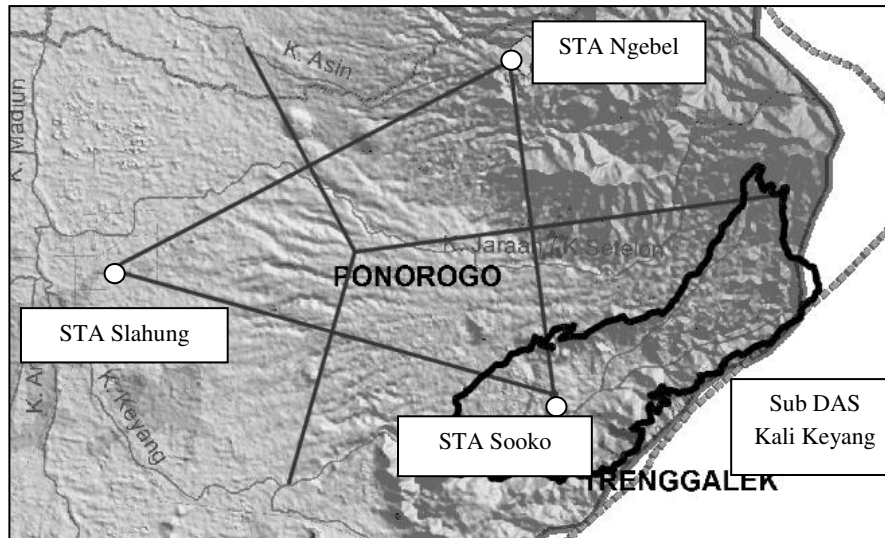 STA Ngebel
K. Asin
K. Madiun
K. Jaraan / K.Setelon
PONOROGO
STA Slahung
K. Keyang
STA Sooko
Sub DAS
Kali Keyang
TRENGGALEK